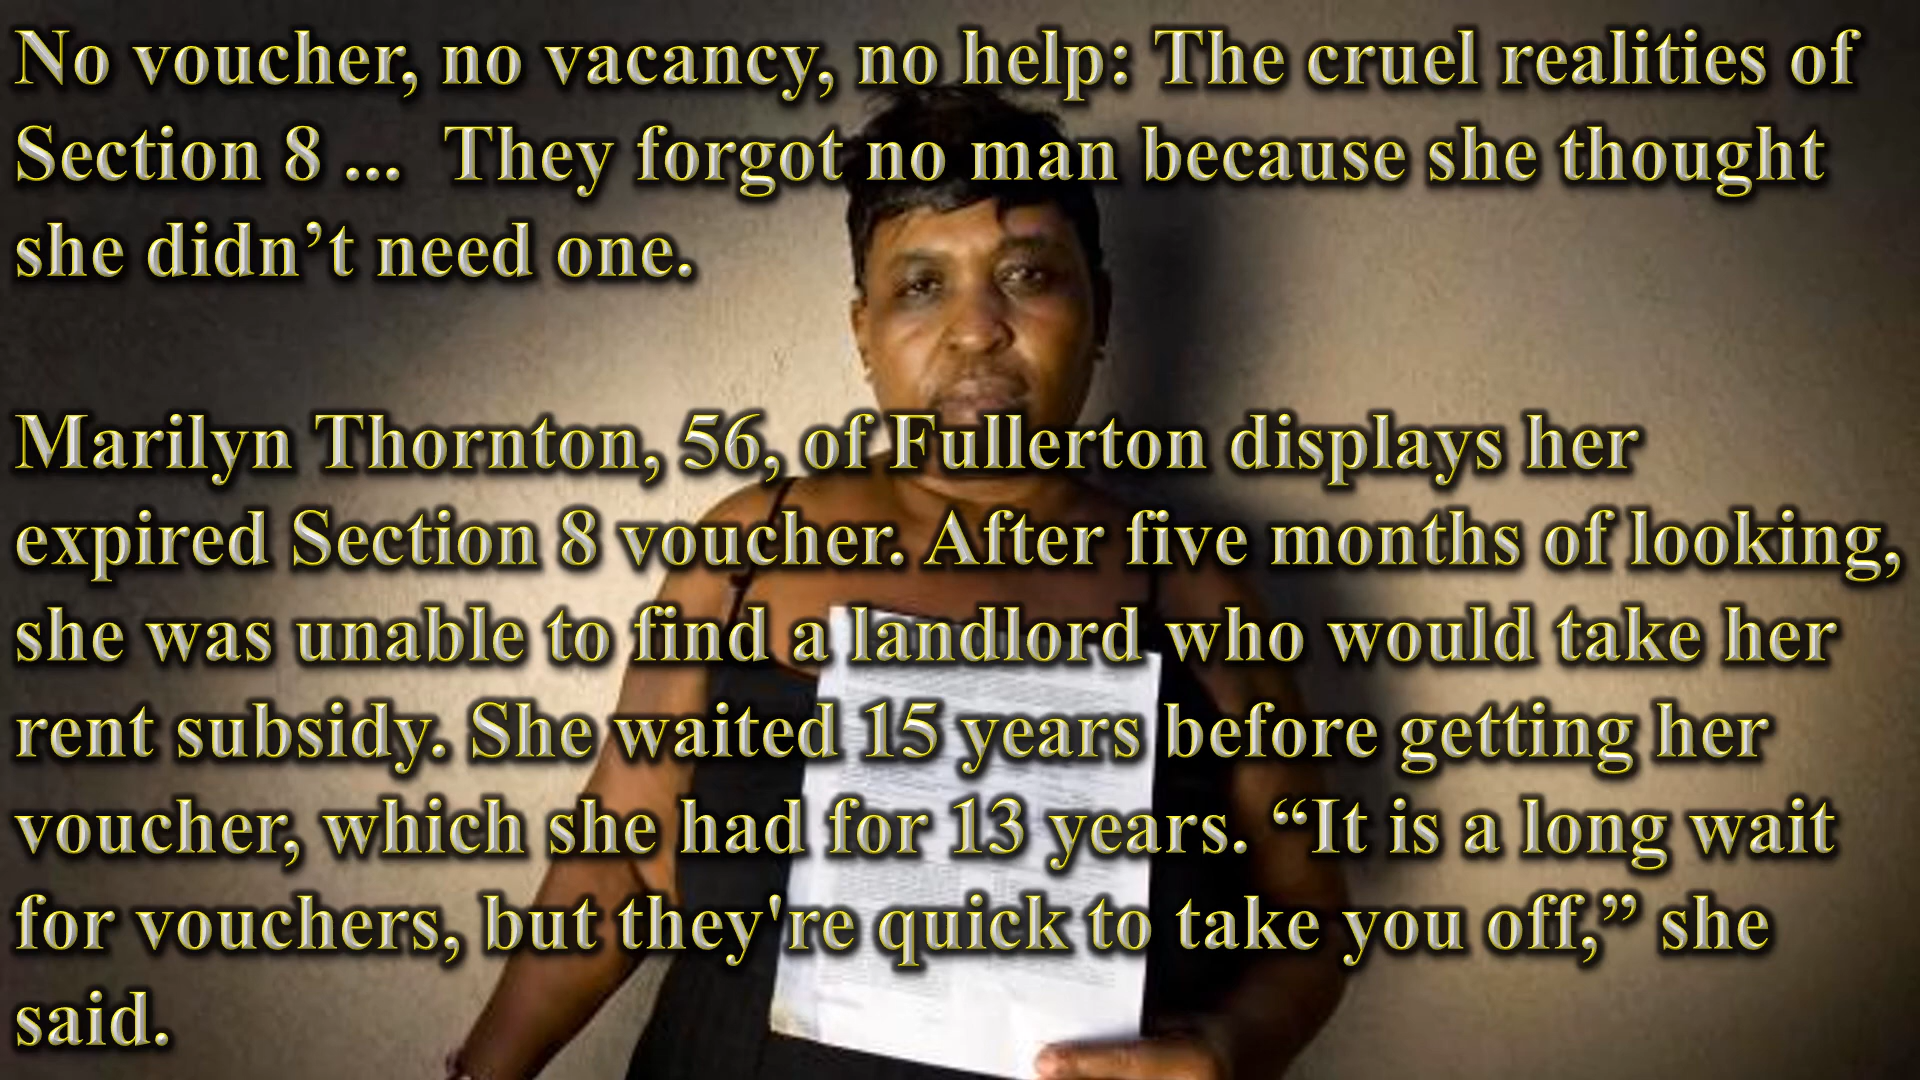 No voucher, no vacancy, no help: The cruel realities of
Section 8 ...  They forgot no man because she thought
she didn’t need one.
Marilyn Thornton, 56, of Fullerton displays her
expired Section 8 voucher. After five months of looking,
she was unable to find a landlord who would take her
rent subsidy. She waited 15 years before getting her
voucher, which she had for 13 years. “It is a long wait
for vouchers, but they're quick to take you off,” she
said.